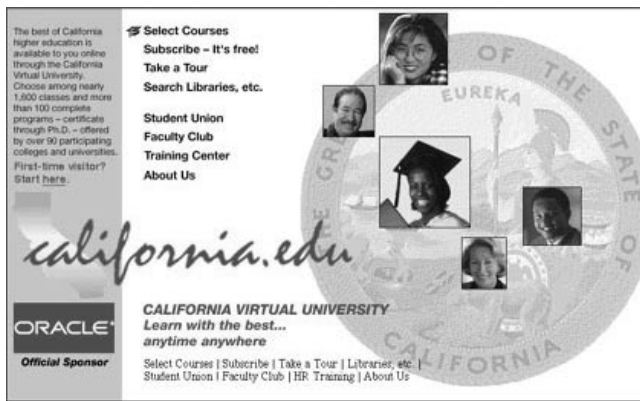 The best of California
higher education is
available to you online
through the California
Virtual University.
Choose among nearly
1,600 classes and more
than 100 complete
programs – certificate
through Ph.D. – offered
by over 90 participating
colleges and universities.
First-time visitor?
Start here.
Select Courses
Subscribe – It's free!
Take a Tour
Search Libraries, etc.
Student Union
Faculty Club
Training Center
About Us
THE GREAT SEAL OF THE STATE OF CALIFORNIA
EUREKA
california.edu
ORACLE®
Official Sponsor
CALIFORNIA VIRTUAL UNIVERSITY
Learn with the best...
anytime anywhere
Select Courses | Subscribe | Take a Tour | Libraries, etc. |
Student Union | Faculty Club | HR Training | About Us